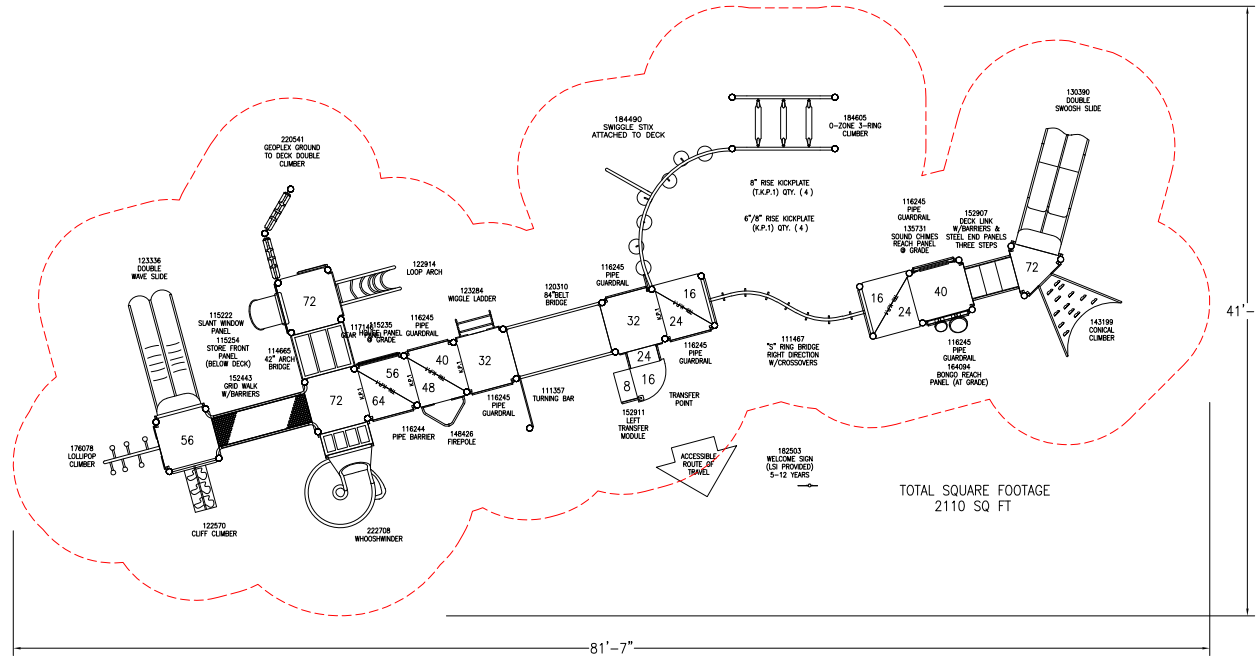 130390
DOUBLE
SWOOSH SLIDE
184490
SWIGGLE STIX
ATTACHED TO DECK
184605
O-ZONE 3-RING
CLIMBER
220541
GEOPLEX GROUND
TO DECK DOUBLE
CLIMBER
8" RISE KICKPLATE
(T.K.P.1) QTY. ( 4 )
6"/8" RISE KICKPLATE
(K.P.1) QTY. ( 4 )
116245
PIPE
GUARDRAIL
135731
SOUND CHIMES
REACH PANEL
@ GRADE
152907
DECK LINK
W/BARRIERS &
STEEL END PANELS
THREE STEPS
123336
DOUBLE
WAVE SLIDE
122914
LOOP ARCH
123284
WIGGLE LADDER
120310
84"BELT
BRIDGE
116245
PIPE
GUARDRAIL
72
72
16
16
40
24
41'-
115222
SLANT WINDOW
PANEL
115254
STORE FRONT
PANEL
(BELOW DECK)
114665
42" ARCH
BRIDGE
152443
GRID WALK
W/BARRIERS
115235
HOUSE PANEL
@ GRADE
116245
PIPE
GUARDRAIL
32
24
KP1
KP1
KP1
KP1
40
32
56
48
72
64
111467
"S" RING BRIDGE
RIGHT DIRECTION
W/CROSSOVERS
116245
PIPE
GUARDRAIL
116245
PIPE
GUARDRAIL
164094
BONGO REACH
PANEL (AT GRADE)
143199
CONICAL
CLIMBER
24
8
16
TRANSFER
POINT
152911
LEFT
TRANSFER
MODULE
111357
TURNING BAR
116245
PIPE
GUARDRAIL
148426
FIREPOLE
116244
PIPE BARRIER
56
176078
LOLLIPOP
CLIMBER
122570
CLIFF CLIMBER
222708
WHOOSHWINDER
ACCESSIBLE
ROUTE OF
TRAVEL
182503
WELCOME SIGN
(LSI PROVIDED)
5-12 YEARS
TOTAL SQUARE FOOTAGE
2110 SQ FT
81'-7"